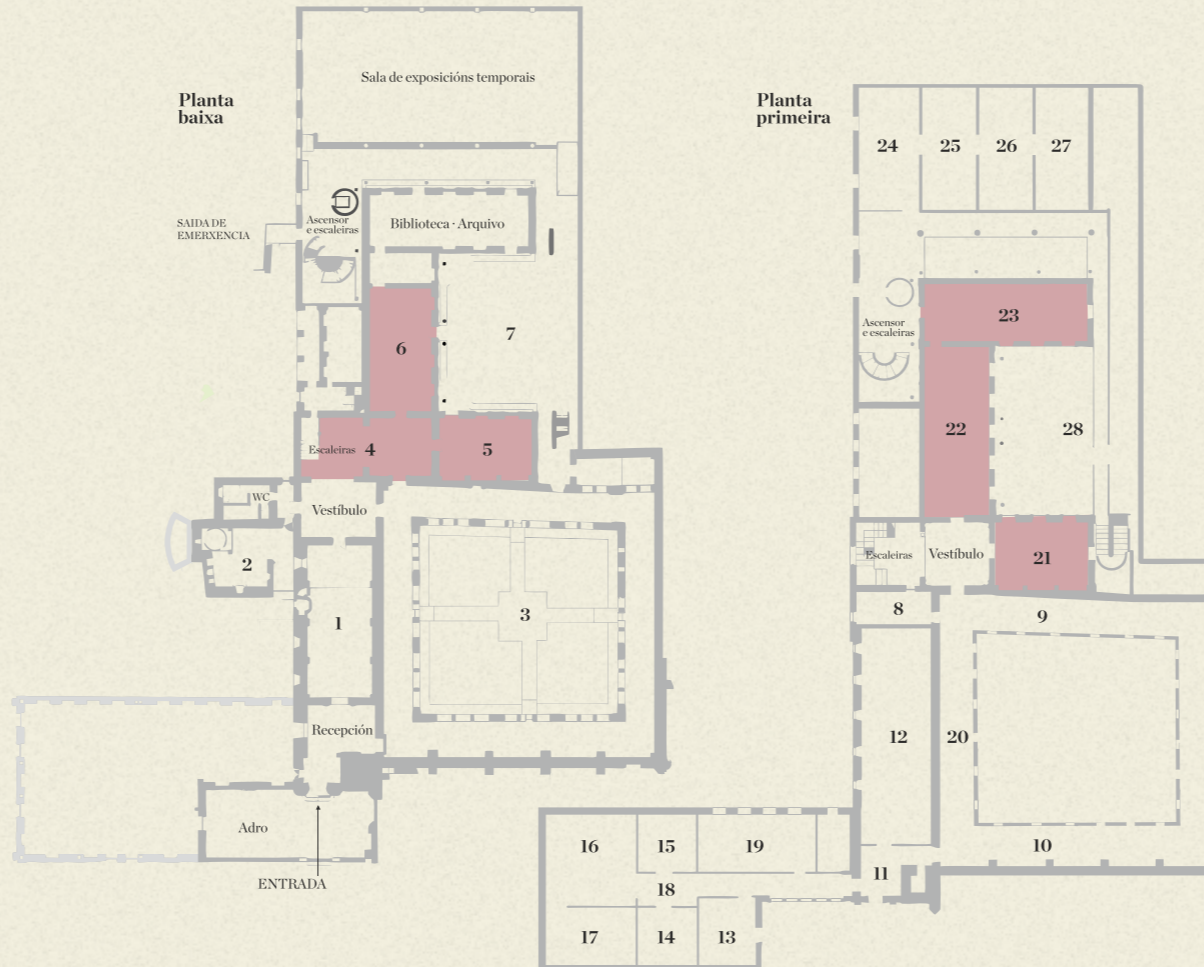 Planta
baixa
Sala de exposicións temporais
SAIDA DE
EMERXENCIA
Ascensor
e escaleiras
Biblioteca · Arquivo
6
7
Escaleiras 4
5
WC
Vestíbulo
2
1
3
Recepción
Adro
ENTRADA
Planta
primeira
24
25
26
27
Ascensor
e escaleiras
23
22
28
Escaleiras
Vestíbulo
21
8
9
12
20
10
11
16
15
19
18
17
14
13